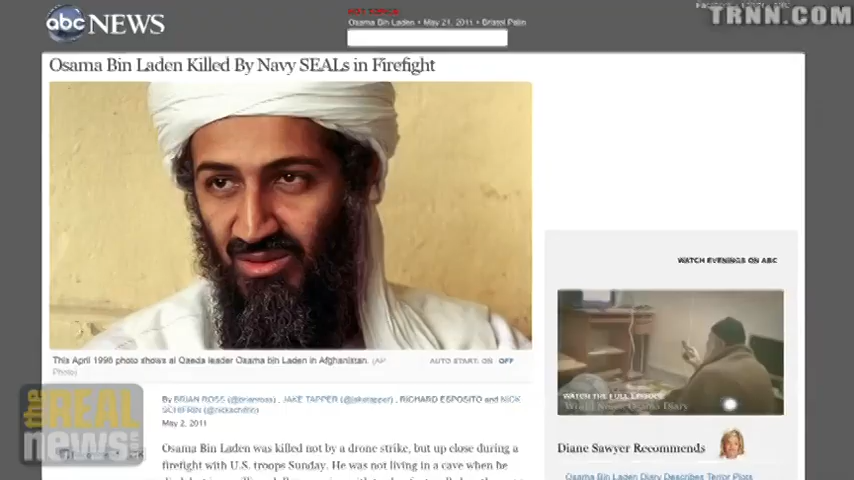 abc NEWS
HOT TOPICS:
Osama Bin Laden • May 21, 2011 • Bristol Palin
TRNN.COM
Osama Bin Laden Killed By Navy SEALs in Firefight
This April 1998 photo shows al Qaeda leader Osama bin Laden in Afghanistan. (AP
Photo)
AUTO START: ON OFF
By BRIAN ROSS (@brianross) , JAKE TAPPER (@jaketapper) , RICHARD ESPOSITO and NICK
SCHIFRIN (@nickschifrin)
May 2, 2011
Osama Bin Laden was killed not by a drone strike, but up close during a
firefight with U.S. troops Sunday. He was not living in a cave when he
WATCH EVENINGS ON ABC
WATCH THE FULL EPISODE
Osama Diary
Diane Sawyer Recommends
Osama Bin Laden Diary Describes Terror Plots
the REAL
news